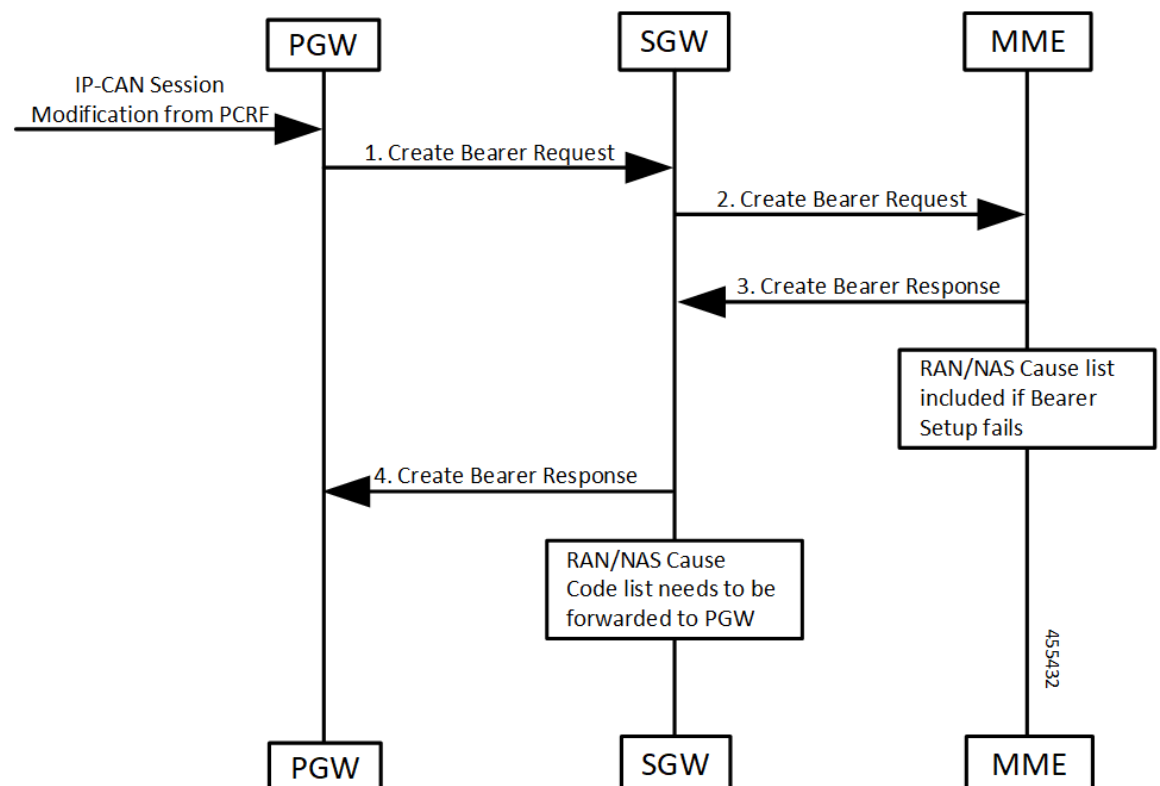 PGW
SGW
MME
IP-CAN Session
Modification from PCRF
1. Create Bearer Request
2. Create Bearer Request
3. Create Bearer Response
RAN/NAS Cause list
included if Bearer
Setup fails
4. Create Bearer Response
RAN/NAS Cause
Code list needs to be
forwarded to PGW
455432
PGW
SGW
MME